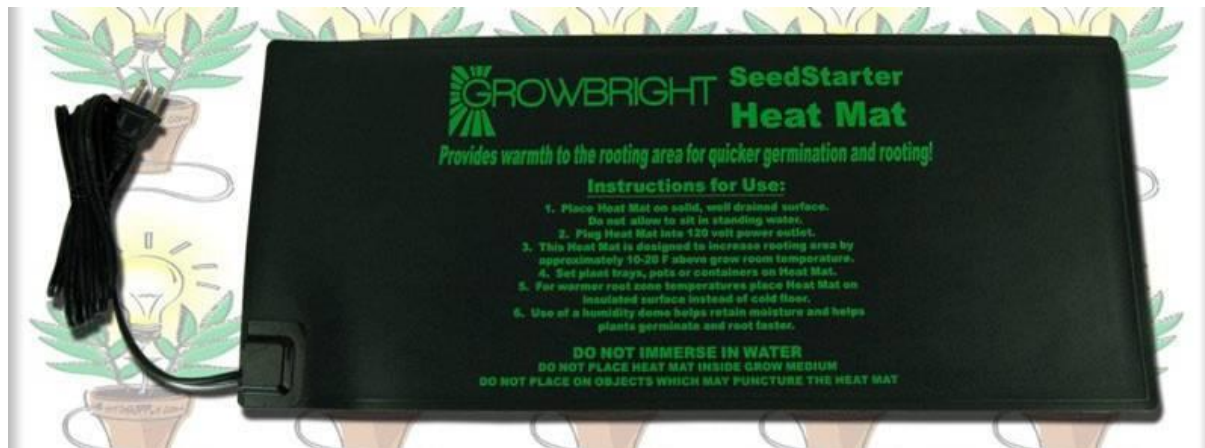 GROWBRIGHT SeedStarter
Heat Mat
Provides warmth to the rooting area for quicker germination and rooting!
Instructions for Use:
1. Place Heat Mat on solid, well drained surface.
Do not allow to sit in standing water.
2. Plug Heat Mat into 120 volt power outlet.
3. This Heat Mat is designed to increase rooting area by
approximately 10-20 F above grow room temperature.
4. Set plant trays, pots or containers on Heat Mat.
5. For warmer root zone temperatures place Heat Mat on
insulated surface instead of cold floor.
6. Use of a humidity dome helps retain moisture and helps
plants germinate and root faster.
DO NOT IMMERSE IN WATER
DO NOT PLACE HEAT MAT INSIDE GROW MEDIUM
DO NOT PLACE ON OBJECTS WHICH MAY PUNCTURE THE HEAT MAT